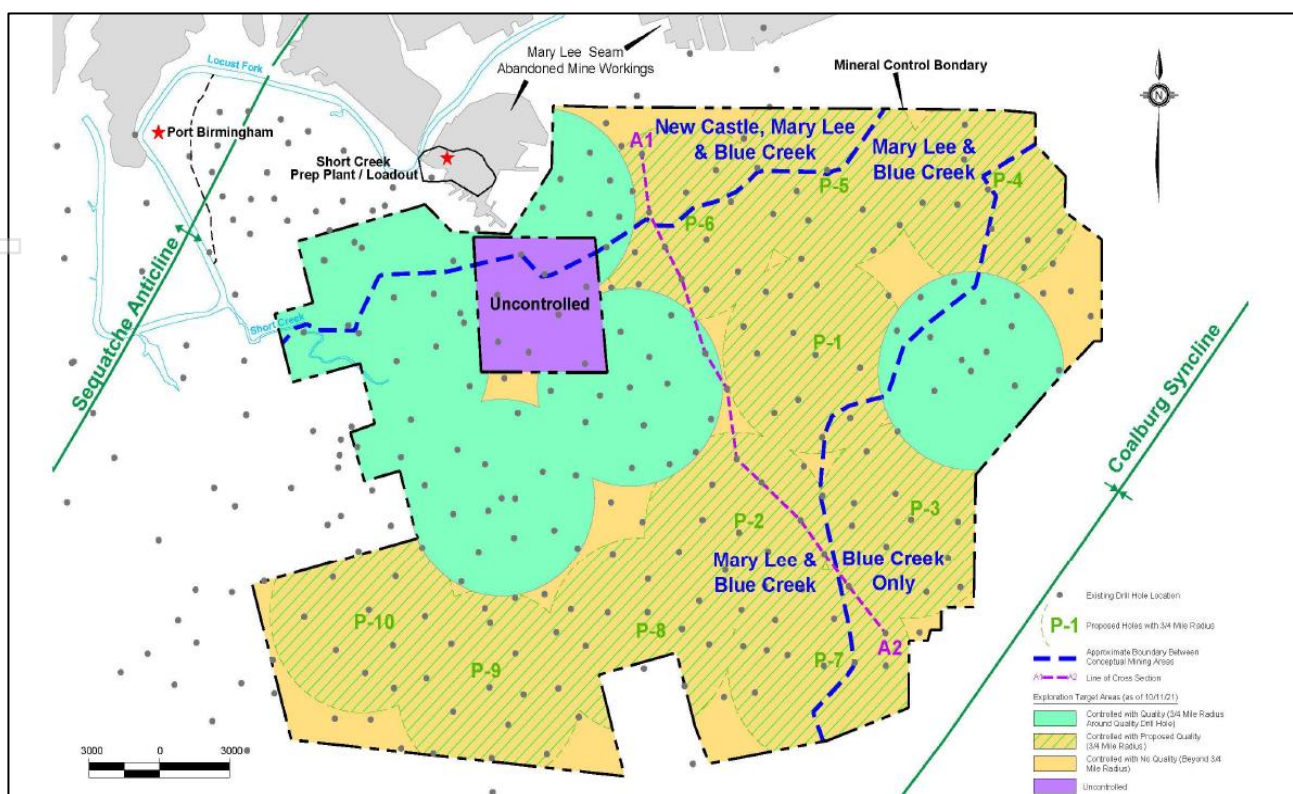 Locust Fork
Mary Lee Seam
Abandoned Mine Workings
Mineral Control Bondary
N
Port Birmingham
Short Creek
Prep Plant / Loadout
A1
New Castle, Mary Lee
& Blue Creek
Mary Lee &
Blue Creek
P-5
P-4
P-6
Sequatche Anticline
Uncontrolled
Short Creek
P-1
Coalburg Syncline
P-2
P-3
Mary Lee &
Blue Creek
Blue Creek
Only
P-10
P-8
P-9
P-7
A2
3000
0
3000
Existing Drill Hole Location
P-1
Proposed Holes with 3/4 Mile Radius
Approximate Boundary Between
Conceptual Mining Areas
A1
A2
Line of Cross Section
Exploration Target Areas (as of 10/11/21)
Controlled with Quality (3/4 Mile Radius
Around Quality Drill Hole)
Controlled with Proposed Quality
(3/4 Mile Radius)
Controlled with No Quality (Beyond 3/4
Mile Radius)
Uncontrolled